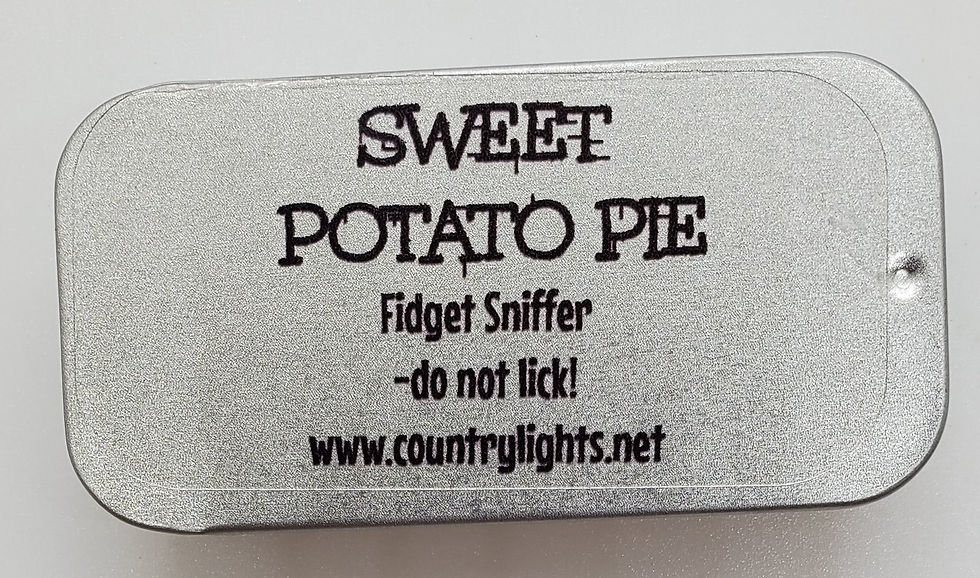 SWEET
POTATO PIE
Fidget Sniffer
-do not lick!
www.countrylights.net